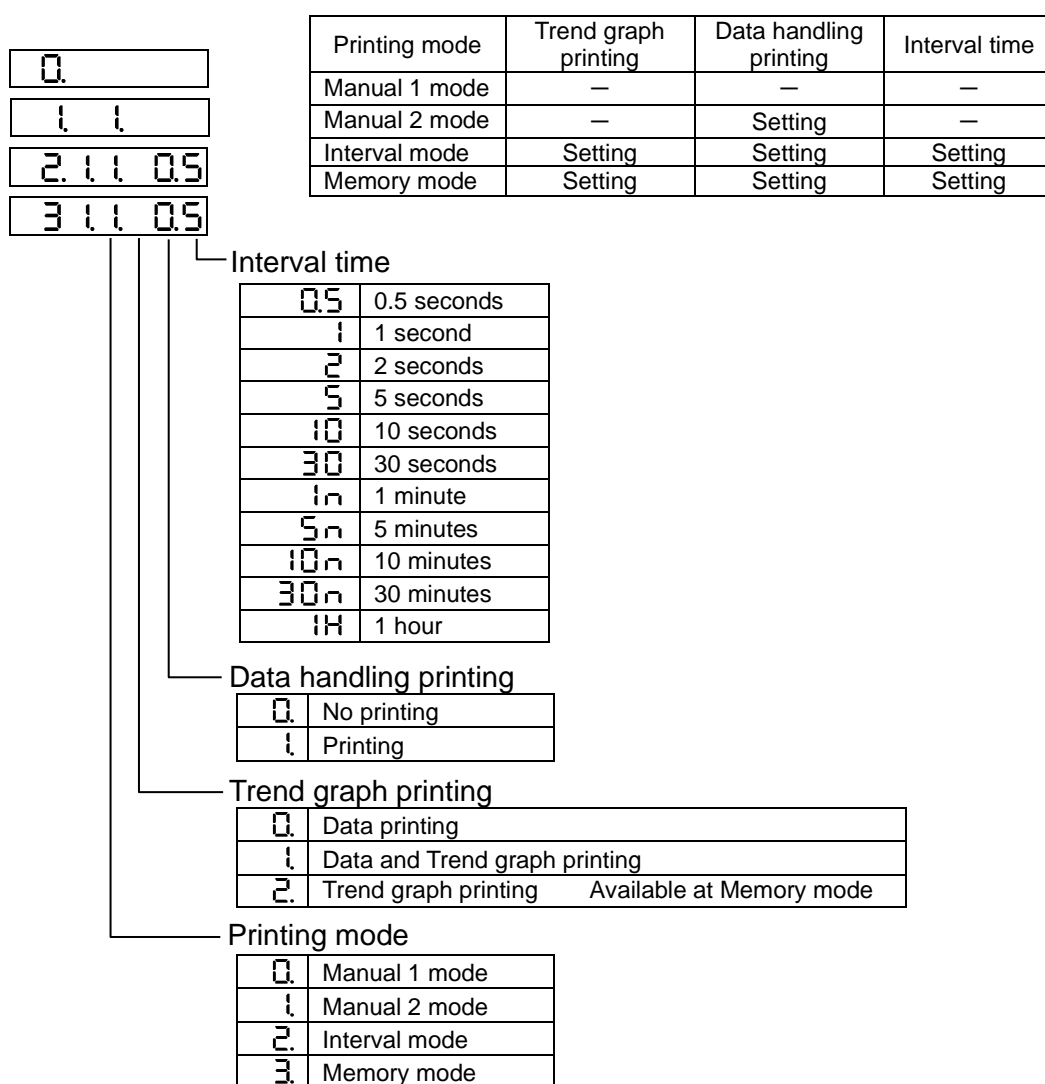 Printing mode Trend graph printing Data handling printing Interval time
Manual 1 mode — — —
Manual 2 mode — Setting —
Interval mode Setting Setting Setting
Memory mode Setting Setting Setting
0.
1. 1.
2. 1. 1. 0.5
3 1. 1. 0.5
Interval time
0.5 0.5 seconds
1 1 second
2 2 seconds
5 5 seconds
10 10 seconds
30 30 seconds
1n 1 minute
5n 5 minutes
10n 10 minutes
30n 30 minutes
1H 1 hour
Data handling printing
0. No printing
1. Printing
Trend graph printing
0. Data printing
1. Data and Trend graph printing
2. Trend graph printing Available at Memory mode
Printing mode
0. Manual 1 mode
1. Manual 2 mode
2. Interval mode
3. Memory mode